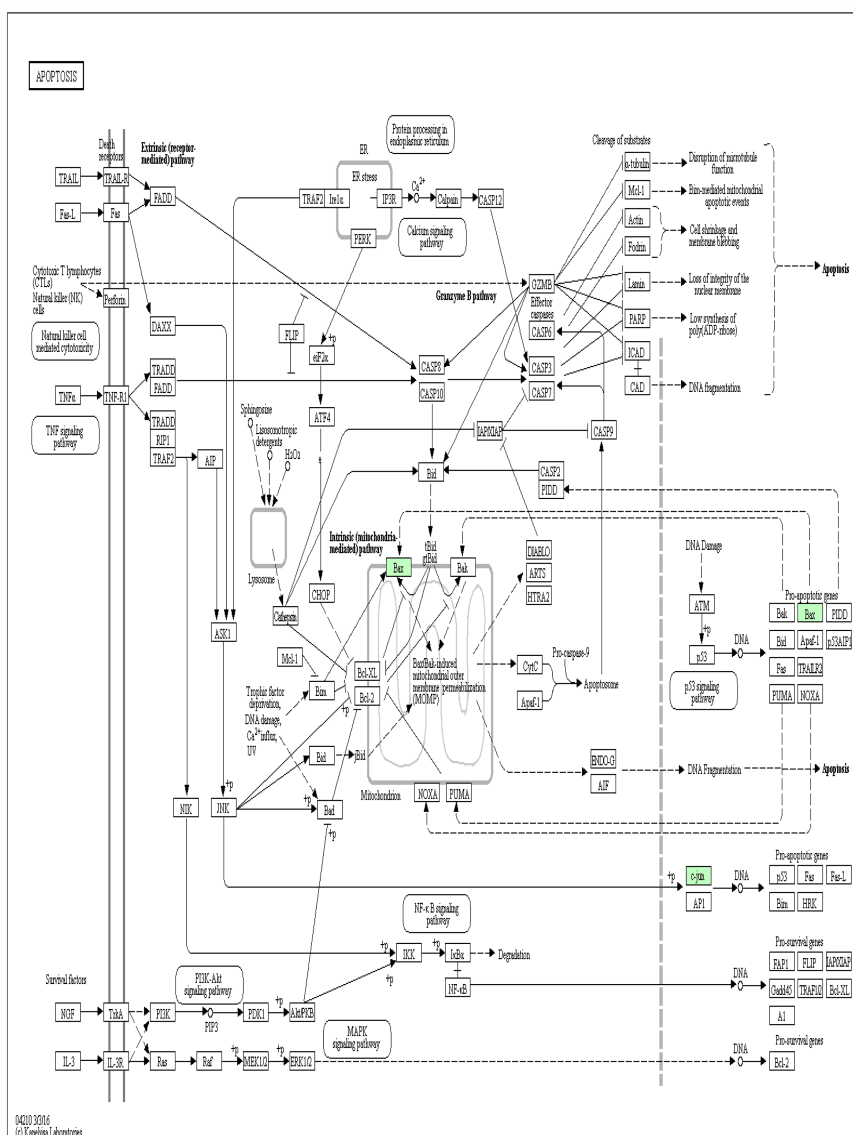 APOPTOSIS
Protein processing in
endoplasmic reticulum
Death
receptors
Extrinsic (receptor-
mediated) pathway
ER
Cleavage of substrates
TRAIL
TRAIL-R
FADD
ER stress
TRAF2
Ire1α
IP3R
Ca2+
Calpain
CASP12
α-tubulin
Disruption of microtubule
function
Mcl-1
Bim-mediated mitochondrial
apoptotic events
Fas-L
Fas
PERK
Calcium signaling
pathway
Actin
Fodrin
Cell shrinkage and
membrane blebbing
Cytotoxic T lymphocytes
(CTLs)
Natural killer (NK)
cells
Perforin
Granzyme B pathway
GZMB
Lamin
Loss of integrity of the
nuclear membrane
Apoptosis
Effector
caspases
CASP6
PARP
Low synthesis of
poly(ADP-ribose)
Natural killer cell
mediated cytotoxicity
DAXX
FLIP
+p
eIF2α
CASP8
CASP10
CASP3
CASP7
ICAD
CAD
DNA fragmentation
TNFα
TNF-R1
TRADD
FADD
TNF signaling
pathway
TRADD
RIP1
TRAF2
AIP
Sphingosine
Lisosomotropic
detergents
H2O2
ATF4
IAP/XIAP
CASP9
Bid
CASP2
PIDD
Lysosome
Intrinsic (mitochondria-
mediated) pathway
tBid
gtBid
Bax
Bak
DIABLO
ARTS
HTRA2
DNA Damage
ATM
+p
p53
p53 signaling
pathway
DNA
Pro-apoptotic genes
Bak
Bax
PIDD
Bid
Apaf-1
p53AIP1
Fas
TRAILR2
PUMA
NOXA
CHOP
Cathepsin
ASK1
Mcl-1
Bim
Bcl-XL
Bcl-2
+p
Bax/Bak-induced
mitochondrial outer
membrane permeabilization
(MOMP)
CytC
Apaf-1
Pro-caspase-9
Apoptosome
Trophic factor
deprivation,
DNA damage,
Ca2+ influx,
UV
Bid
jBid
ENDO-G
AIF
DNA Fragmentation
Apoptosis
Mitochondrion
NOXA
PUMA
NIK
+p
JNK
+p
Bad
+p
+p
c-jun
AP1
DNA
Pro-apoptotic genes
p53
Fas
Fas-L
Bim
HRK
NF-κB signaling
pathway
+p
IKK
+p
+p
IκBα
Degradation
NF-κB
DNA
Pro-survival genes
FAP1
FLIP
IAP/XIAP
Gadd45
TRAF1/2
Bcl-XL
A1
Survival factors
PI3K-Akt
signaling pathway
NGF
TrkA
PI3K
PIP3
PDK1
+p
Akt/PKB
MAPK
signaling pathway
IL-3
IL-3R
Ras
Raf
+p
MEK1/2
+p
ERK1/2
DNA
Pro-survival genes
Bcl-2
04210 3/3/16
(c) Kanehisa Laboratories